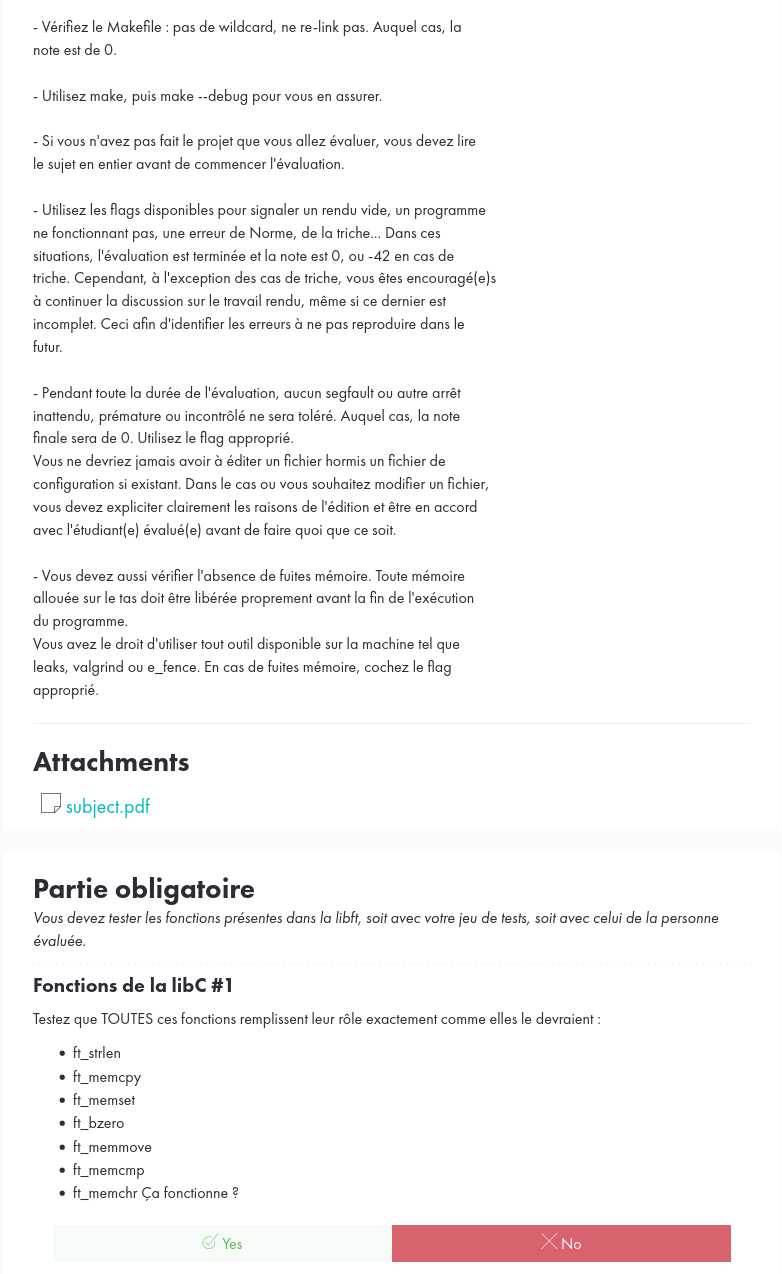 - Vérifiez le Makefile : pas de wildcard, ne re-link pas. Auquel cas, la
note est de 0.
- Utilisez make, puis make --debug pour vous en assurer.
- Si vous n'avez pas fait le projet que vous allez évaluer, vous devez lire
le sujet en entier avant de commencer l'évaluation.
- Utilisez les flags disponibles pour signaler un rendu vide, un programme
ne fonctionnant pas, une erreur de Norme, de la triche... Dans ces
situations, l'évaluation est terminée et la note est 0, ou -42 en cas de
triche. Cependant, à l'exception des cas de triche, vous êtes encouragé(e)s
à continuer la discussion sur le travail rendu, même si ce dernier est
incomplet. Ceci afin d'identifier les erreurs à ne pas reproduire dans le
futur.
- Pendant toute la durée de l'évaluation, aucun segfault ou autre arrêt
inattendu, prémature ou incontrôlé ne sera toléré. Auquel cas, la note
finale sera de 0. Utilisez le flag approprié.
Vous ne devriez jamais avoir à éditer un fichier hormis un fichier de
configuration si existant. Dans le cas ou vous souhaitez modifier un fichier,
vous devez expliciter clairement les raisons de l'édition et être en accord
avec l'étudiant(e) évalué(e) avant de faire quoi que ce soit.
- Vous devez aussi vérifier l'absence de fuites mémoire. Toute mémoire
allouée sur le tas doit être libérée proprement avant la fin de l'exécution
du programme.
Vous avez le droit d'utiliser tout outil disponible sur la machine tel que
leaks, valgrind ou e_fence. En cas de fuites mémoire, cochez le flag
approprié.
Attachments
subject.pdf
Partie obligatoire
Vous devez tester les fonctions présentes dans la libft, soit avec votre jeu de tests, soit avec celui de la personne
évaluée.
Fonctions de la libC #1
Testez que TOUTES ces fonctions remplissent leur rôle exactement comme elles le devraient :
• ft_strlen
• ft_memcpy
• ft_memset
• ft_bzero
• ft_memmove
• ft_memcmp
• ft_memchr Ça fonctionne ?
Yes
No